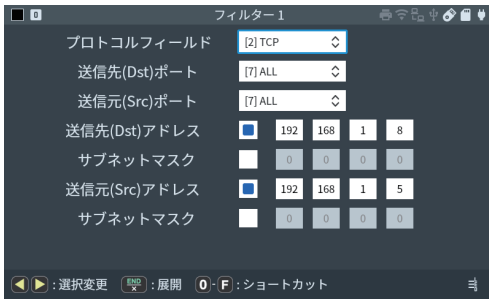 0 フィルター 1
プロトコルフィールド [2] TCP
送信先(Dst)ポート [7] ALL
送信元(Src)ポート [7] ALL
送信先(Dst)アドレス 192 168 1 8
サブネットマスク 0 0 0 0
送信元(Src)アドレス 192 168 1 5
サブネットマスク 0 0 0 0
:選択変更 END × :展開 0-F:ショートカット